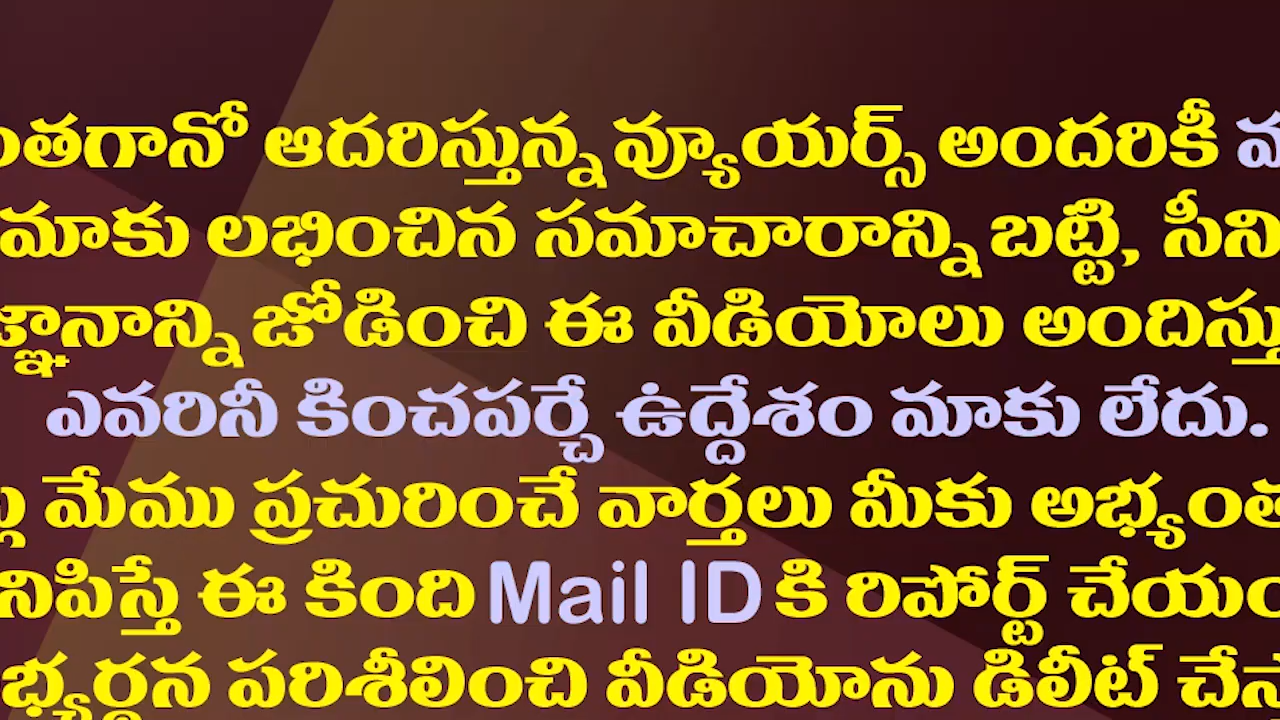 ంతగానో ఆదరిస్తున్న వ్యూయర్స్ అందరికీ
మాకు లభించిన సమాచారాన్ని బట్టి, సీని
జ్ఞానాన్ని జోడించి ఈ వీడియోలు అందిస్తు
ఎవరినీ కించపర్చే ఉద్దేశం మాకు లేదు.
మేము ప్రచురించే వార్తలు మీకు అభ్యంత
నిపిస్తే ఈ కింది Mail ID కి రిపోర్ట్ చేయం
భ్యర్థన పరిశీలించి వీడియోను డిలీట్ చేస